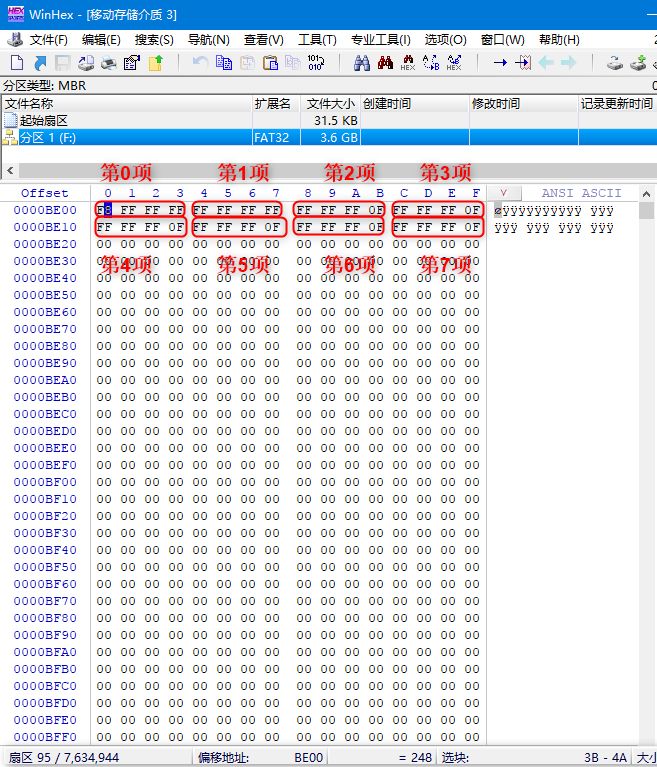 WinHex - [移动存储介质 3]
文件(F) 编辑(E) 搜索(S) 导航(N) 查看(V) 工具(T) 专业工具(I) 选项(O) 窗口(W) 帮助(H)
分区类型: MBR
文件名称 扩展名 文件大小 创建时间 修改时间 记录更新时间
起始扇区 31.5 KB
分区 1 (F:) FAT32 3.6 GB
第0项 第1项 第2项 第3项
Offset 0 1 2 3 4 5 6 7 8 9 A B C D E F ANSI ASCII
0000BE00 F8 FF FF FF FF FF FF FF FF FF FF 0F FF FF FF 0F øÿÿÿÿÿÿÿÿÿÿ ÿÿÿ
0000BE10 FF FF FF 0F FF FF FF 0F FF FF FF 0F FF FF FF 0F ÿÿÿ ÿÿÿ ÿÿÿ ÿÿÿ
0000BE20 00 00 00 00 00 00 00 00 00 00 00 00 00 00 00 00
0000BE30 00 00 00 00 00 00 00 00 00 00 00 00 00 00 00 00
第4项 第5项 第6项 第7项
0000BE40 00 00 00 00 00 00 00 00 00 00 00 00 00 00 00 00
0000BE50 00 00 00 00 00 00 00 00 00 00 00 00 00 00 00 00
0000BE60 00 00 00 00 00 00 00 00 00 00 00 00 00 00 00 00
0000BE70 00 00 00 00 00 00 00 00 00 00 00 00 00 00 00 00
0000BE80 00 00 00 00 00 00 00 00 00 00 00 00 00 00 00 00
0000BE90 00 00 00 00 00 00 00 00 00 00 00 00 00 00 00 00
0000BEA0 00 00 00 00 00 00 00 00 00 00 00 00 00 00 00 00
0000BEB0 00 00 00 00 00 00 00 00 00 00 00 00 00 00 00 00
0000BEC0 00 00 00 00 00 00 00 00 00 00 00 00 00 00 00 00
0000BED0 00 00 00 00 00 00 00 00 00 00 00 00 00 00 00 00
0000BEE0 00 00 00 00 00 00 00 00 00 00 00 00 00 00 00 00
0000BEF0 00 00 00 00 00 00 00 00 00 00 00 00 00 00 00 00
0000BF00 00 00 00 00 00 00 00 00 00 00 00 00 00 00 00 00
0000BF10 00 00 00 00 00 00 00 00 00 00 00 00 00 00 00 00
0000BF20 00 00 00 00 00 00 00 00 00 00 00 00 00 00 00 00
0000BF30 00 00 00 00 00 00 00 00 00 00 00 00 00 00 00 00
0000BF40 00 00 00 00 00 00 00 00 00 00 00 00 00 00 00 00
0000BF50 00 00 00 00 00 00 00 00 00 00 00 00 00 00 00 00
0000BF60 00 00 00 00 00 00 00 00 00 00 00 00 00 00 00 00
0000BF70 00 00 00 00 00 00 00 00 00 00 00 00 00 00 00 00
0000BF80 00 00 00 00 00 00 00 00 00 00 00 00 00 00 00 00
0000BF90 00 00 00 00 00 00 00 00 00 00 00 00 00 00 00 00
0000BFA0 00 00 00 00 00 00 00 00 00 00 00 00 00 00 00 00
0000BFB0 00 00 00 00 00 00 00 00 00 00 00 00 00 00 00 00
0000BFC0 00 00 00 00 00 00 00 00 00 00 00 00 00 00 00 00
0000BFD0 00 00 00 00 00 00 00 00 00 00 00 00 00 00 00 00
0000BFE0 00 00 00 00 00 00 00 00 00 00 00 00 00 00 00 00
0000BFF0 00 00 00 00 00 00 00 00 00 00 00 00 00 00 00 00
扇区 95 / 7,634,944 偏移地址: BE00 = 248 选块: 3B - 4A 大小